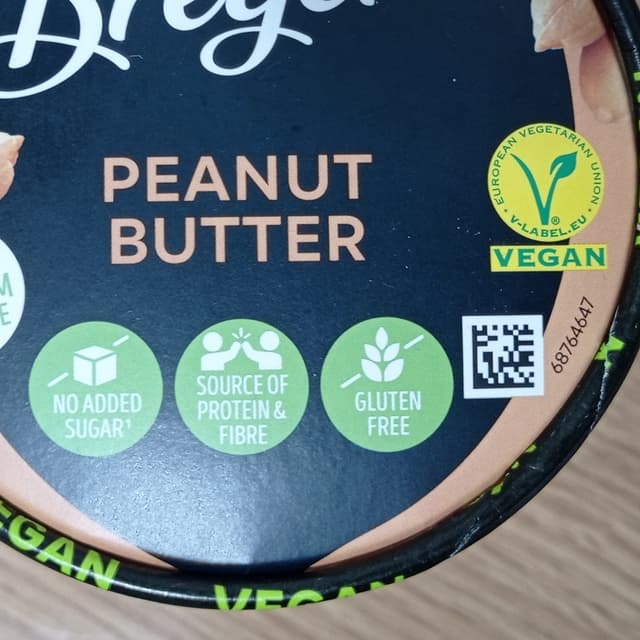 PEANUT
BUTTER
EUROPEAN VEGETARIAN UNION
V
®
V-LABEL.EU
VEGAN
NO ADDED
SUGAR¹
SOURCE OF
PROTEIN &
FIBRE
GLUTEN
FREE
68764647
VEGAN